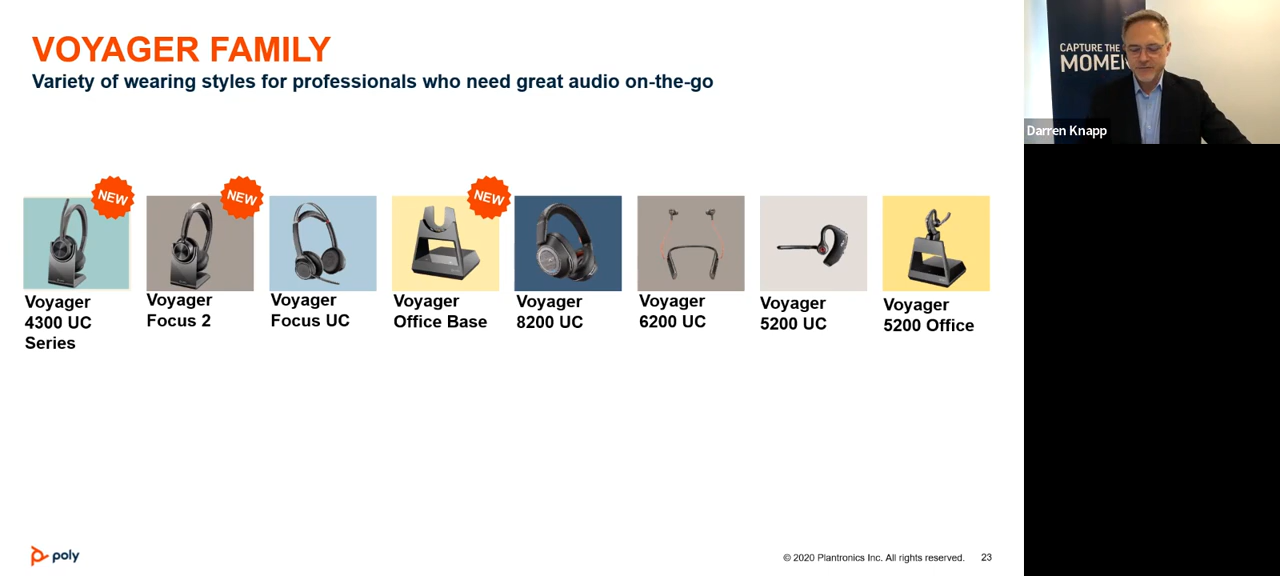 VOYAGER FAMILY
Variety of wearing styles for professionals who need great audio on-the-go
CAPTURE THE
MOMEN
Darren Knapp
NEW
NEW
NEW
Voyager
4300 UC
Series
Voyager
Focus 2
Voyager
Focus UC
Voyager
Office Base
Voyager
8200 UC
Voyager
6200 UC
Voyager
5200 UC
Voyager
5200 Office
poly
© 2020 Plantronics Inc. All rights reserved.
23